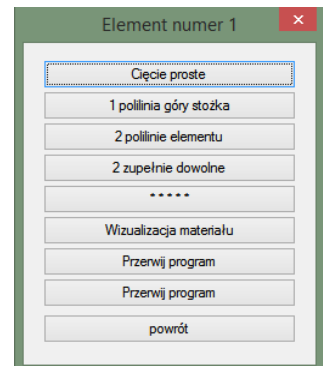 Element numer 1
Cięcie proste
1 polilinia góry stożka
2 polilinie elementu
2 zupełnie dowolne
* * * * *
Wizualizacja materiału
Przerwij program
Przerwij program
powrót